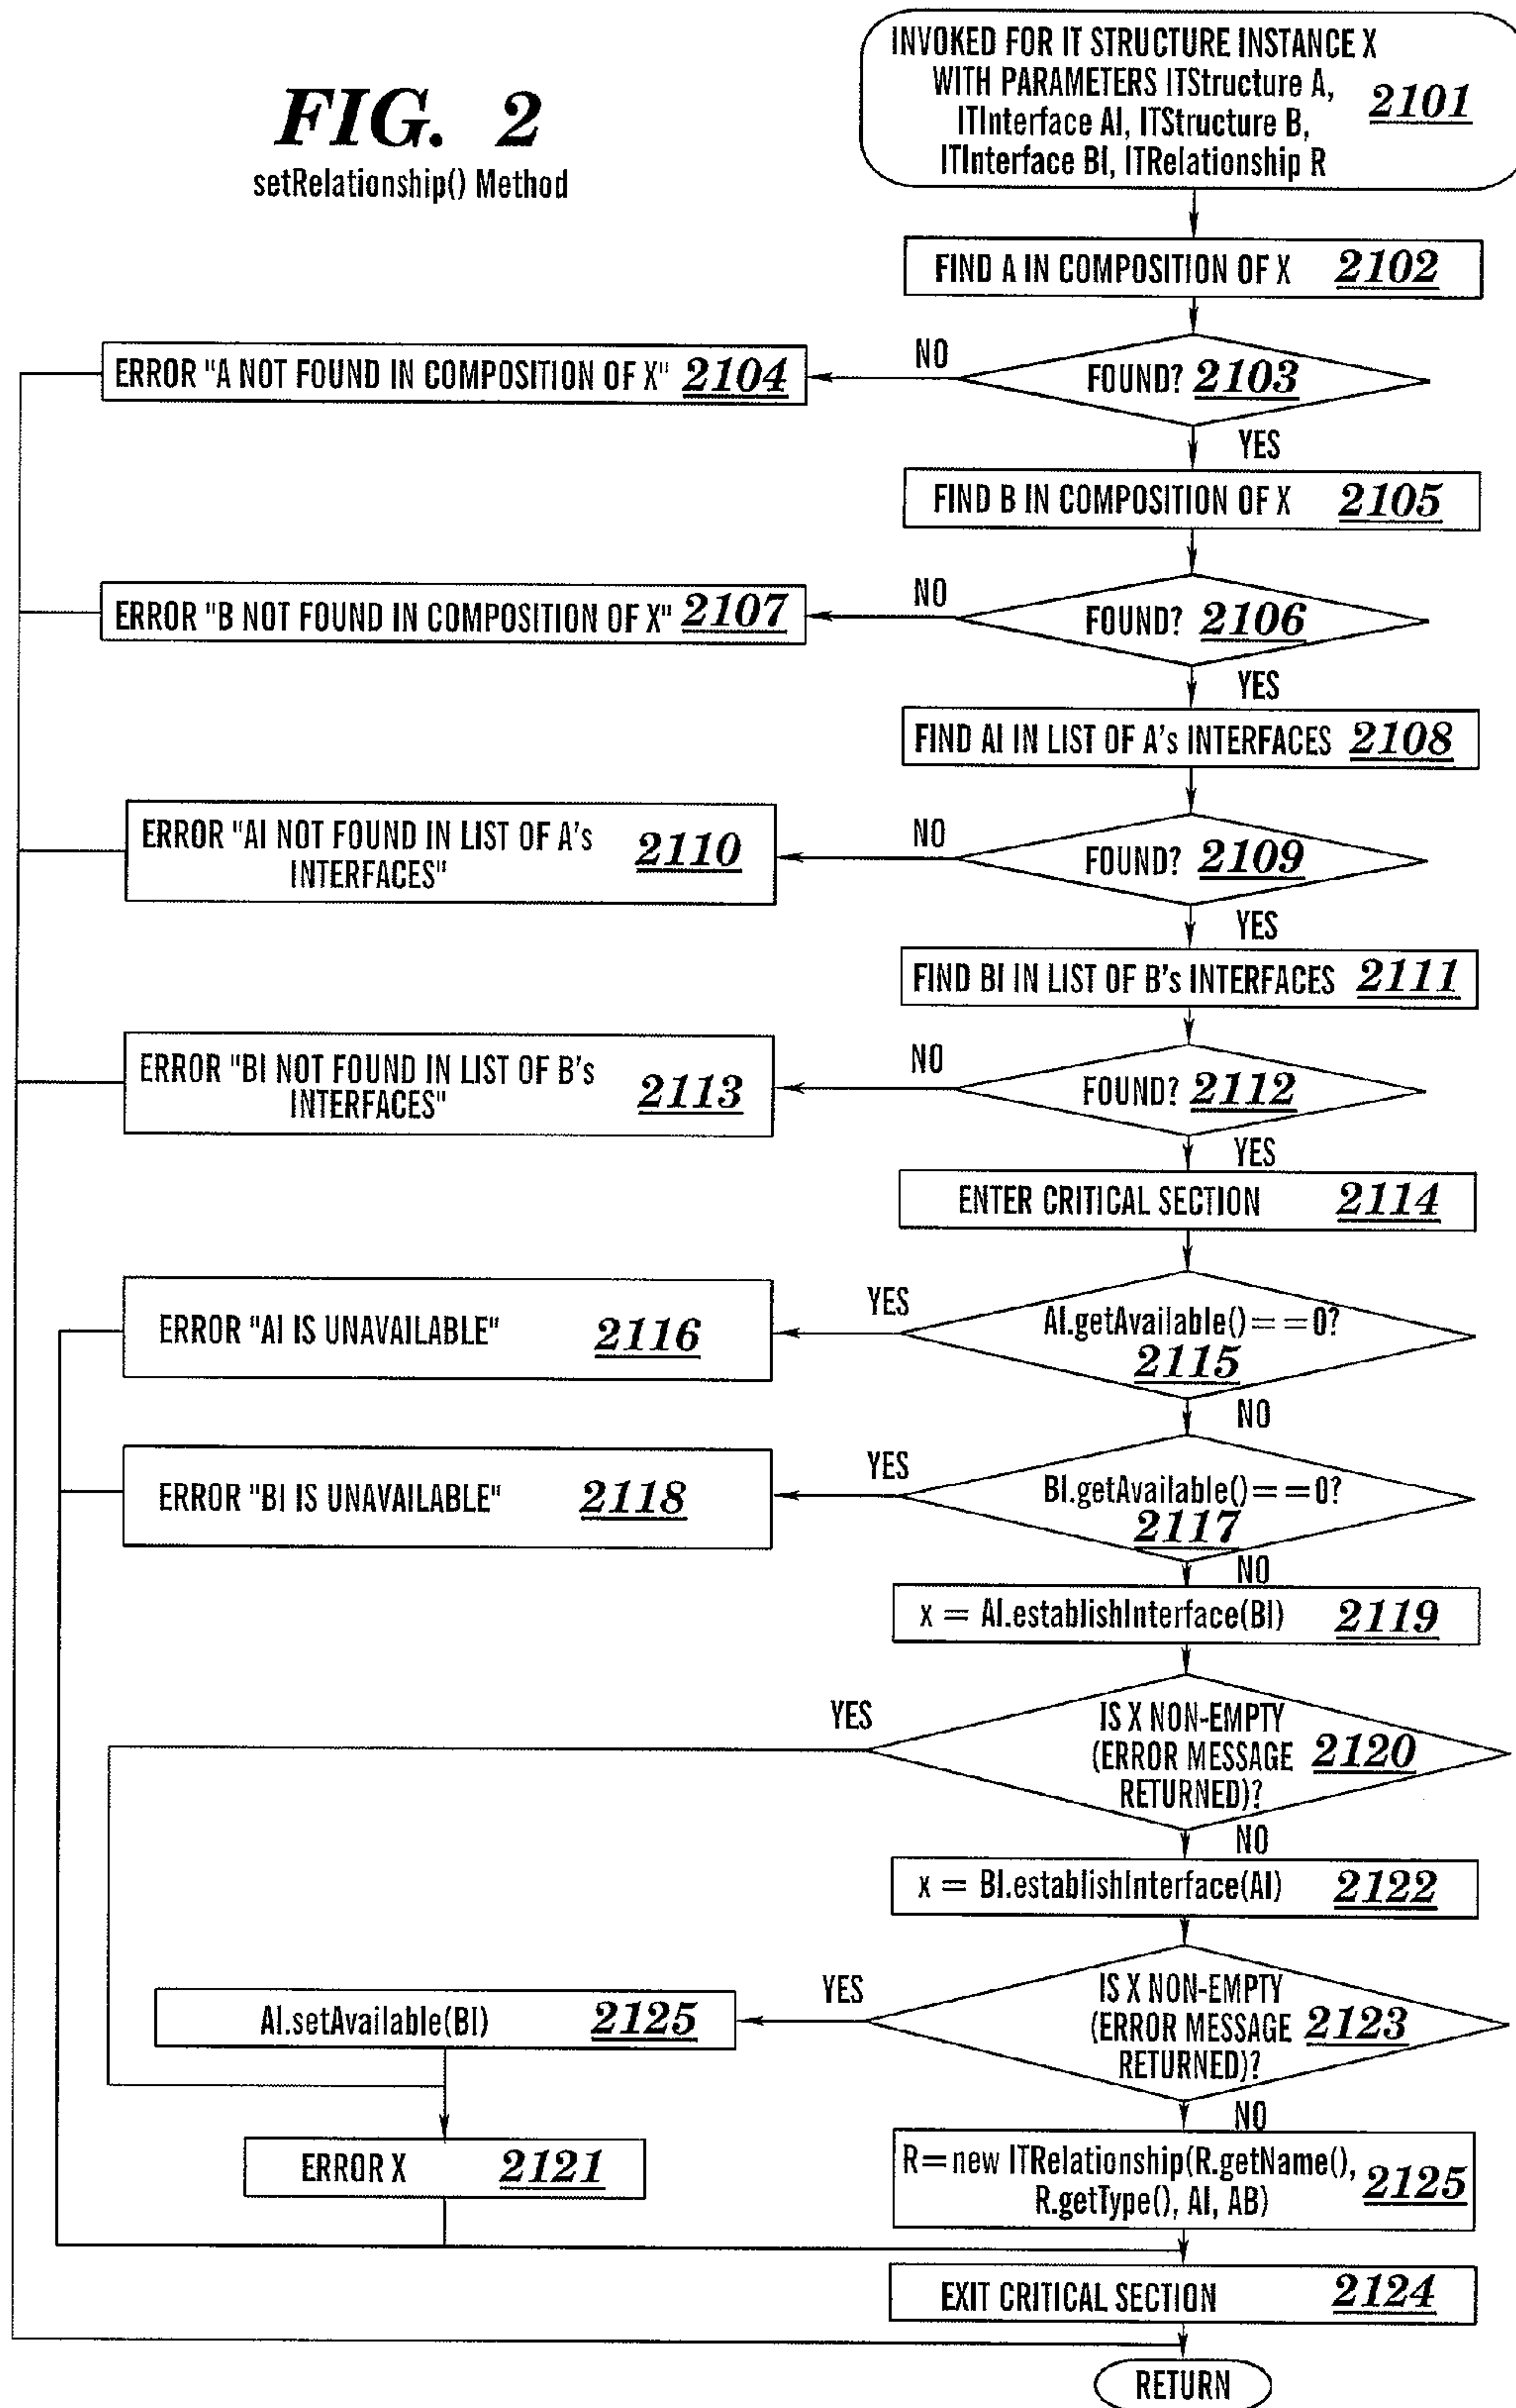 FIG. 2
setRelationship() Method
INVOKED FOR IT STRUCTURE INSTANCE X
WITH PARAMETERS ITStructure A,
ITInterface AI, ITStructure B,
ITInterface BI, ITRelationship R
2101
FIND A IN COMPOSITION OF X 2102
FOUND? 2103
NO
ERROR "A NOT FOUND IN COMPOSITION OF X" 2104
YES
FIND B IN COMPOSITION OF X 2105
FOUND? 2106
NO
ERROR "B NOT FOUND IN COMPOSITION OF X" 2107
YES
FIND AI IN LIST OF A's INTERFACES 2108
FOUND? 2109
NO
ERROR "AI NOT FOUND IN LIST OF A's
INTERFACES"
2110
YES
FIND BI IN LIST OF B's INTERFACES 2111
FOUND? 2112
NO
ERROR "BI NOT FOUND IN LIST OF B's
INTERFACES"
2113
YES
ENTER CRITICAL SECTION 2114
AI.getAvailable()==0?
2115
YES
ERROR "AI IS UNAVAILABLE" 2116
NO
BI.getAvailable()==0?
2117
YES
ERROR "BI IS UNAVAILABLE" 2118
NO
x = AI.establishInterface(BI) 2119
IS X NON-EMPTY
(ERROR MESSAGE 2120
RETURNED)?
YES
NO
x = BI.establishInterface(AI) 2122
IS X NON-EMPTY
(ERROR MESSAGE 2123
RETURNED)?
YES
AI.setAvailable(BI) 2125
NO
ERROR X 2121
R=new ITRelationship(R.getName(),
R.getType(), AI, AB)
2125
EXIT CRITICAL SECTION 2124
RETURN